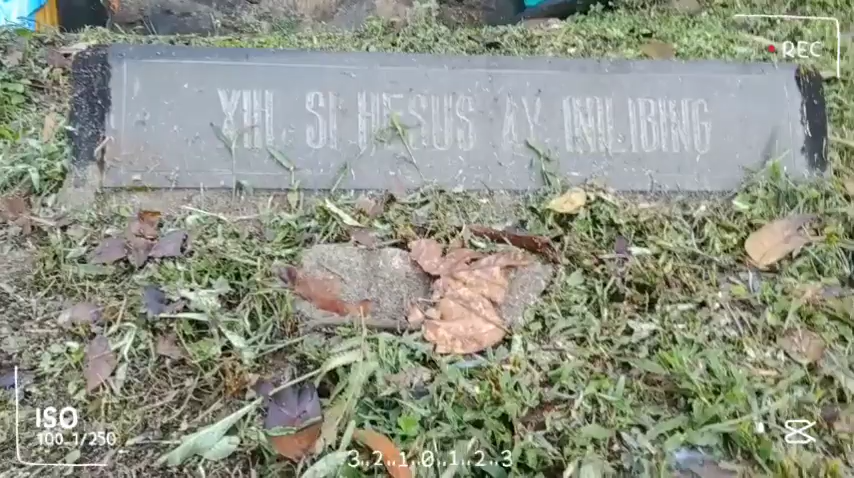 REC
XIII. SI HESUS AY INILIBING
ISO
100 1/250
3..2..1..0..1..2..3